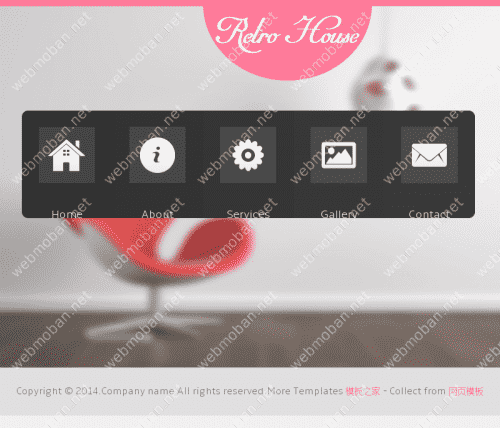 Retro House
Home About Services Gallery Contact
Copyright © 2014.Company name All rights reserved.More Templates 模板之家 - Collect from 网页模板
webmoban.net